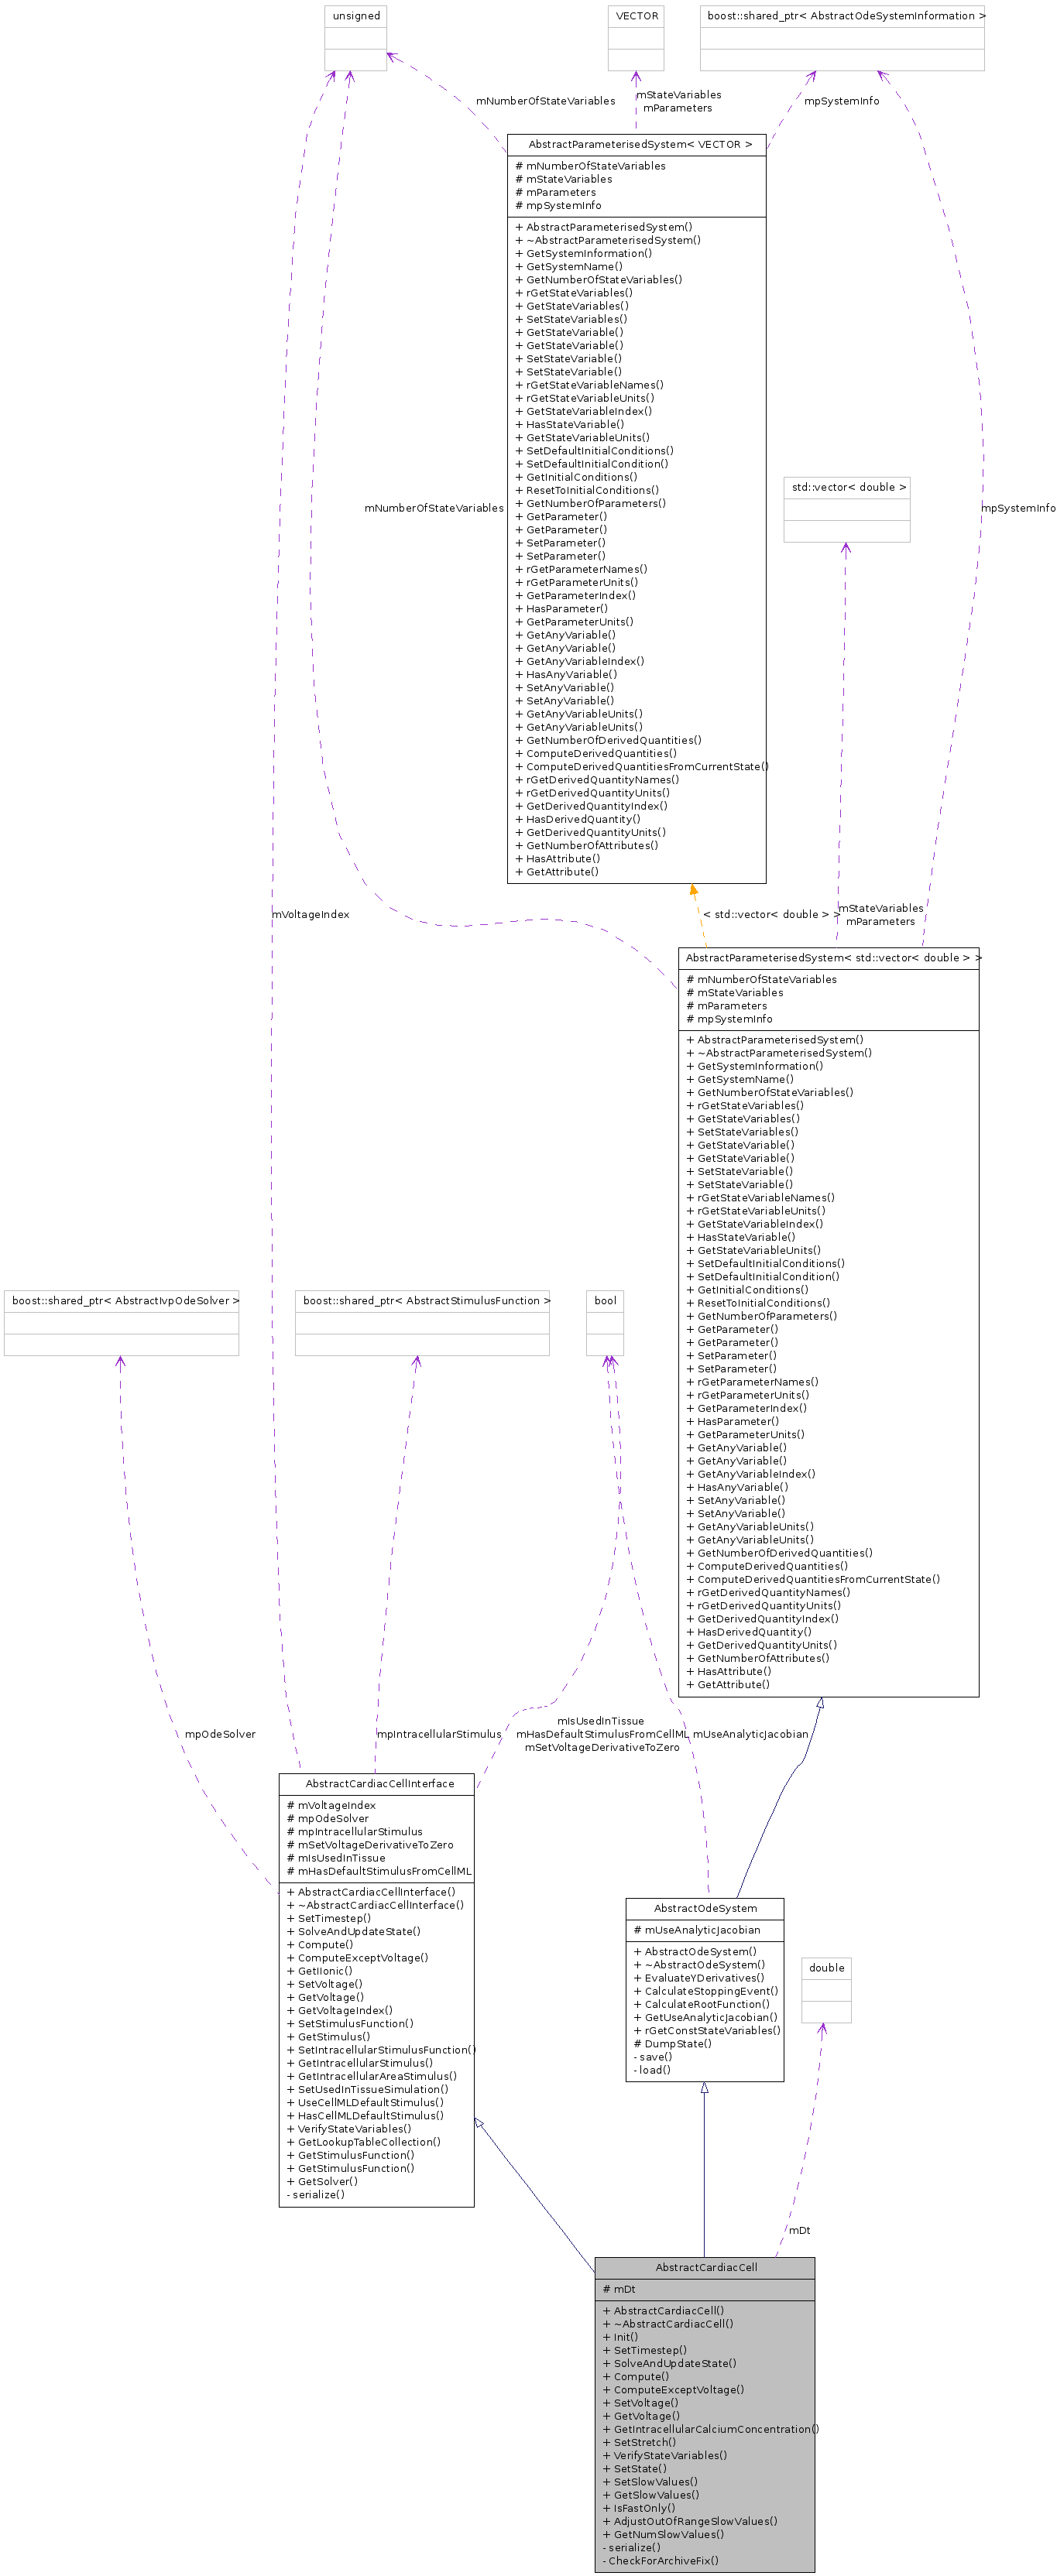 unsigned
VECTOR
boost::shared_ptr< AbstractOdeSystemInformation >
mNumberOfStateVariables
mStateVariables
mParameters
mpSystemInfo
AbstractParameterisedSystem< VECTOR >
# mNumberOfStateVariables
# mStateVariables
# mParameters
# mpSystemInfo
+ AbstractParameterisedSystem()
+ ~AbstractParameterisedSystem()
+ GetSystemInformation()
+ GetSystemName()
+ GetNumberOfStateVariables()
+ rGetStateVariables()
+ GetStateVariables()
+ SetStateVariables()
+ GetStateVariable()
+ GetStateVariable()
+ SetStateVariable()
+ SetStateVariable()
+ rGetStateVariableNames()
+ rGetStateVariableUnits()
+ GetStateVariableIndex()
+ HasStateVariable()
+ GetStateVariableUnits()
+ SetDefaultInitialConditions()
+ SetDefaultInitialCondition()
+ GetInitialConditions()
+ ResetToInitialConditions()
+ GetNumberOfParameters()
+ GetParameter()
+ GetParameter()
+ SetParameter()
+ SetParameter()
+ rGetParameterNames()
+ rGetParameterUnits()
+ GetParameterIndex()
+ HasParameter()
+ GetParameterUnits()
+ GetAnyVariable()
+ GetAnyVariable()
+ GetAnyVariableIndex()
+ HasAnyVariable()
+ SetAnyVariable()
+ SetAnyVariable()
+ GetAnyVariableUnits()
+ GetAnyVariableUnits()
+ GetNumberOfDerivedQuantities()
+ ComputeDerivedQuantities()
+ ComputeDerivedQuantitiesFromCurrentState()
+ rGetDerivedQuantityNames()
+ rGetDerivedQuantityUnits()
+ GetDerivedQuantityIndex()
+ HasDerivedQuantity()
+ GetDerivedQuantityUnits()
+ GetNumberOfAttributes()
+ HasAttribute()
+ GetAttribute()
std::vector< double >
mNumberOfStateVariables
mpSystemInfo
mVoltageIndex
< std::vector< double > >
mStateVariables
mParameters
AbstractParameterisedSystem< std::vector< double > >
# mNumberOfStateVariables
# mStateVariables
# mParameters
# mpSystemInfo
+ AbstractParameterisedSystem()
+ ~AbstractParameterisedSystem()
+ GetSystemInformation()
+ GetSystemName()
+ GetNumberOfStateVariables()
+ rGetStateVariables()
+ GetStateVariables()
+ SetStateVariables()
+ GetStateVariable()
+ GetStateVariable()
+ SetStateVariable()
+ SetStateVariable()
+ rGetStateVariableNames()
+ rGetStateVariableUnits()
+ GetStateVariableIndex()
+ HasStateVariable()
+ GetStateVariableUnits()
+ SetDefaultInitialConditions()
+ SetDefaultInitialCondition()
+ GetInitialConditions()
+ ResetToInitialConditions()
+ GetNumberOfParameters()
+ GetParameter()
+ GetParameter()
+ SetParameter()
+ SetParameter()
+ rGetParameterNames()
+ rGetParameterUnits()
+ GetParameterIndex()
+ HasParameter()
+ GetParameterUnits()
+ GetAnyVariable()
+ GetAnyVariable()
+ GetAnyVariableIndex()
+ HasAnyVariable()
+ SetAnyVariable()
+ SetAnyVariable()
+ GetAnyVariableUnits()
+ GetAnyVariableUnits()
+ GetNumberOfDerivedQuantities()
+ ComputeDerivedQuantities()
+ ComputeDerivedQuantitiesFromCurrentState()
+ rGetDerivedQuantityNames()
+ rGetDerivedQuantityUnits()
+ GetDerivedQuantityIndex()
+ HasDerivedQuantity()
+ GetDerivedQuantityUnits()
+ GetNumberOfAttributes()
+ HasAttribute()
+ GetAttribute()
boost::shared_ptr< AbstractIvpOdeSolver >
boost::shared_ptr< AbstractStimulusFunction >
bool
mpOdeSolver
mpIntracellularStimulus
mIsUsedInTissue
mHasDefaultStimulusFromCellML
mSetVoltageDerivativeToZero
mUseAnalyticJacobian
AbstractCardiacCellInterface
# mVoltageIndex
# mpOdeSolver
# mpIntracellularStimulus
# mSetVoltageDerivativeToZero
# mIsUsedInTissue
# mHasDefaultStimulusFromCellML
+ AbstractCardiacCellInterface()
+ ~AbstractCardiacCellInterface()
+ SetTimestep()
+ SolveAndUpdateState()
+ Compute()
+ ComputeExceptVoltage()
+ GetIIonic()
+ SetVoltage()
+ GetVoltage()
+ GetVoltageIndex()
+ SetStimulusFunction()
+ GetStimulus()
+ SetIntracellularStimulusFunction()
+ GetIntracellularStimulus()
+ GetIntracellularAreaStimulus()
+ SetUsedInTissueSimulation()
+ UseCellMLDefaultStimulus()
+ HasCellMLDefaultStimulus()
+ VerifyStateVariables()
+ GetLookupTableCollection()
+ GetStimulusFunction()
+ GetStimulusFunction()
+ GetSolver()
- serialize()
AbstractOdeSystem
# mUseAnalyticJacobian
+ AbstractOdeSystem()
+ ~AbstractOdeSystem()
+ EvaluateYDerivatives()
+ CalculateStoppingEvent()
+ CalculateRootFunction()
+ GetUseAnalyticJacobian()
+ rGetConstStateVariables()
# DumpState()
- save()
- load()
double
mDt
AbstractCardiacCell
# mDt
+ AbstractCardiacCell()
+ ~AbstractCardiacCell()
+ Init()
+ SetTimestep()
+ SolveAndUpdateState()
+ Compute()
+ ComputeExceptVoltage()
+ SetVoltage()
+ GetVoltage()
+ GetIntracellularCalciumConcentration()
+ SetStretch()
+ VerifyStateVariables()
+ SetState()
+ SetSlowValues()
+ GetSlowValues()
+ IsFastOnly()
+ AdjustOutOfRangeSlowValues()
+ GetNumSlowValues()
- serialize()
- CheckForArchiveFix()